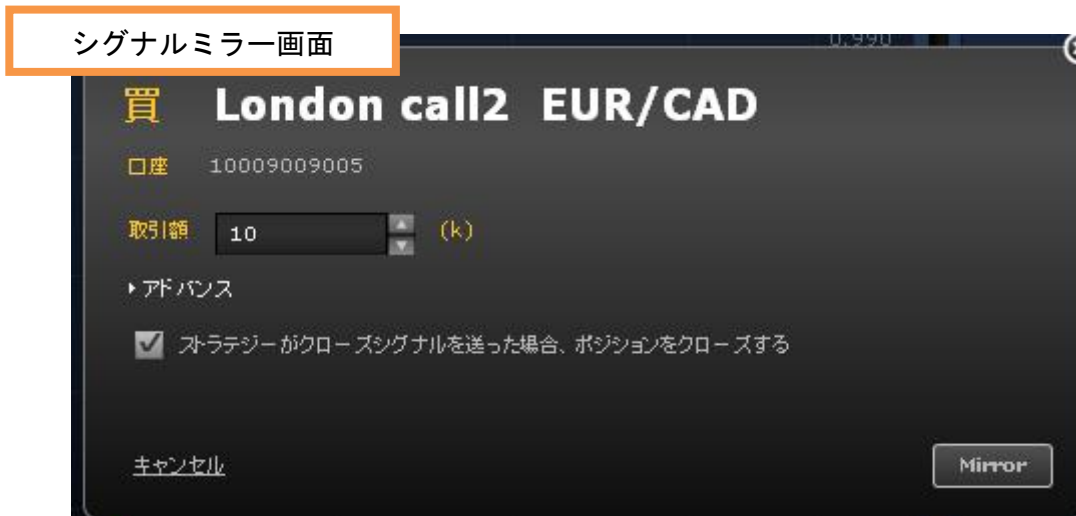 シグナルミラー画面
0.990
買 London call2 EUR/CAD
口座 10009009005
取引額 10 (k)
アドバンス
ストラテジーがクローズシグナルを送った場合、ポジションをクローズする
キャンセル Mirror